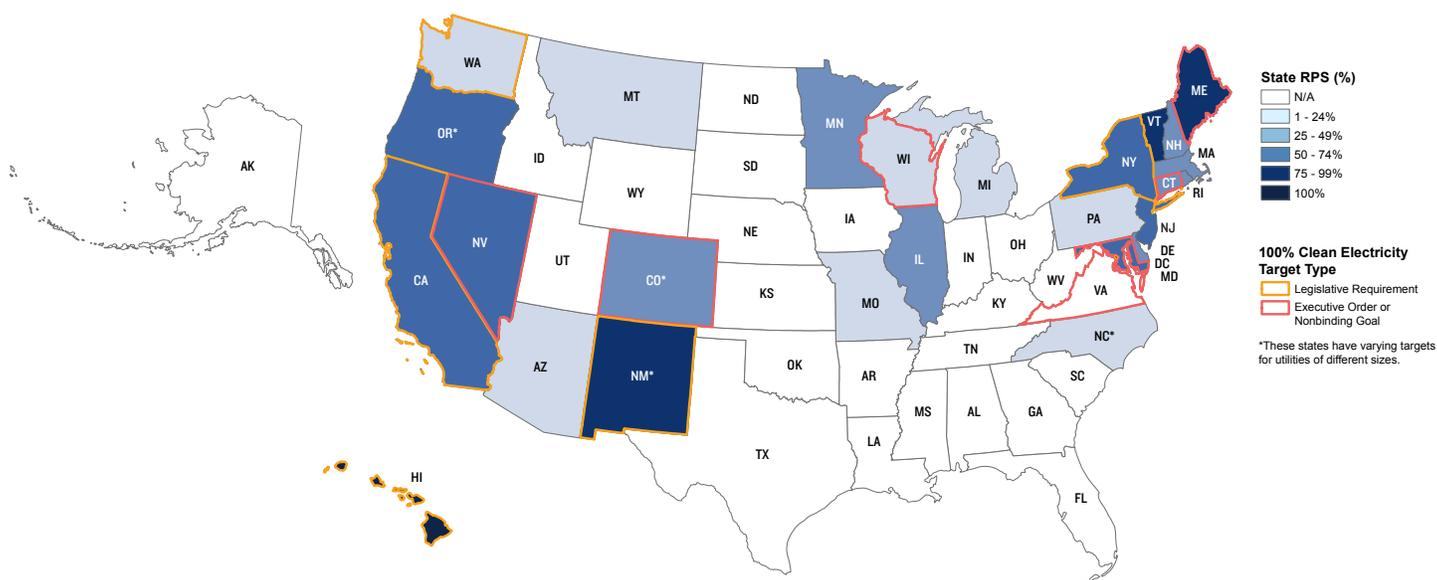 WA
MT
ND
MN
ME
VT
NH
OR*
ID
SD
WI
NY
MA
AK
WY
MI
CT
RI
IA
PA
NJ
NV
NE
OH
DE
UT
IL
IN
DC
CA
CO*
WV
MD
KS
MO
KY
VA
AZ
NM*
OK
TN
NC*
AR
SC
MS
AL
GA
LA
TX
HI
FL
State RPS (%)
N/A
1 - 24%
25 - 49%
50 - 74%
75 - 99%
100%
100% Clean Electricity
Target Type
Legislative Requirement
Executive Order or
Nonbinding Goal
*These states have varying targets
for utilities of different sizes.